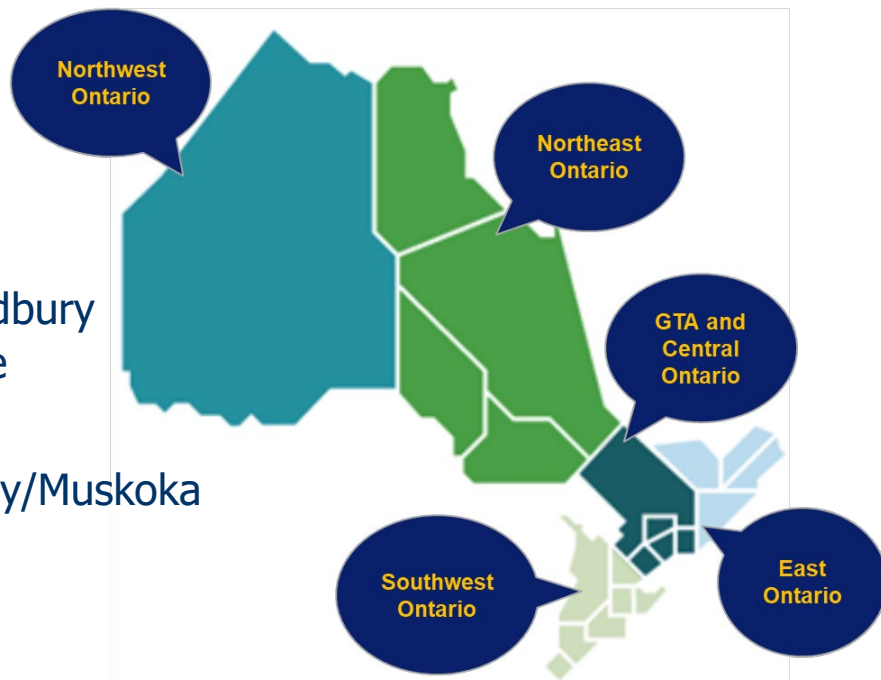 Northwest
Ontario
Northeast
Ontario
dbury
e
y/Muskoka
GTA and
Central
Ontario
Southwest
Ontario
East
Ontario